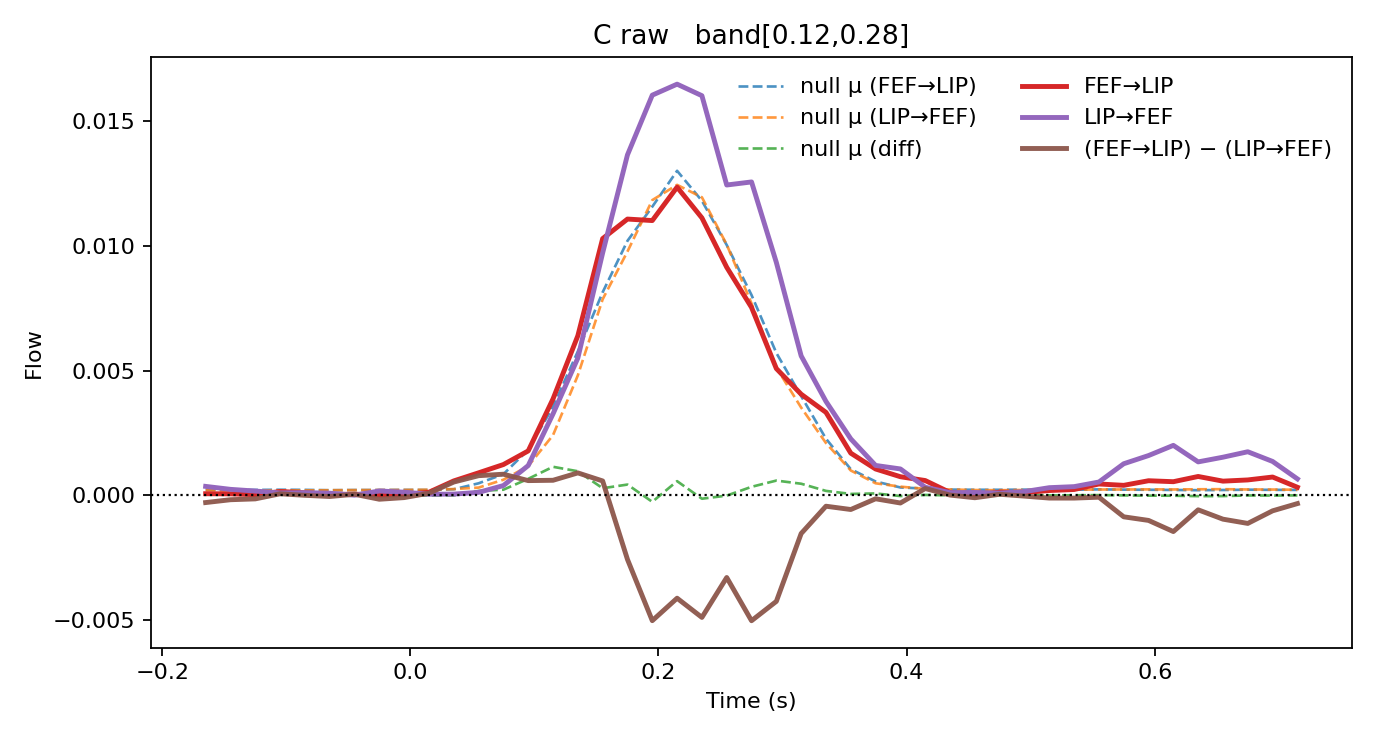 C raw   band[0.12,0.28]
null μ (FEF→LIP)
null μ (LIP→FEF)
null μ (diff)
FEF→LIP
LIP→FEF
(FEF→LIP) − (LIP→FEF)
Flow
0.015
0.010
0.005
0.000
−0.005
−0.2
0.0
0.2
0.4
0.6
Time (s)